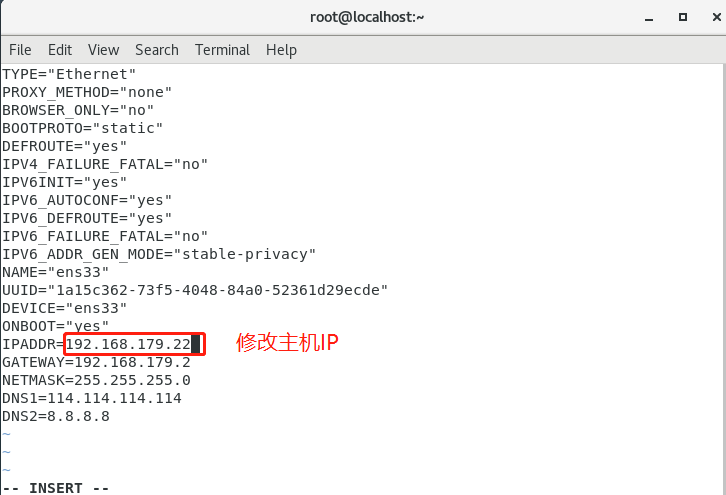 root@localhost:~
File Edit View Search Terminal Help
TYPE="Ethernet"
PROXY_METHOD="none"
BROWSER_ONLY="no"
BOOTPROTO="static"
DEFROUTE="yes"
IPV4_FAILURE_FATAL="no"
IPV6INIT="yes"
IPV6_AUTOCONF="yes"
IPV6_DEFROUTE="yes"
IPV6_FAILURE_FATAL="no"
IPV6_ADDR_GEN_MODE="stable-privacy"
NAME="ens33"
UUID="1a15c362-73f5-4048-84a0-52361d29ecde"
DEVICE="ens33"
ONBOOT="yes"
IPADDR=192.168.179.22 修改主机IP
GATEWAY=192.168.179.2
NETMASK=255.255.255.0
DNS1=114.114.114.114
DNS2=8.8.8.8
~
~
~
-- INSERT --